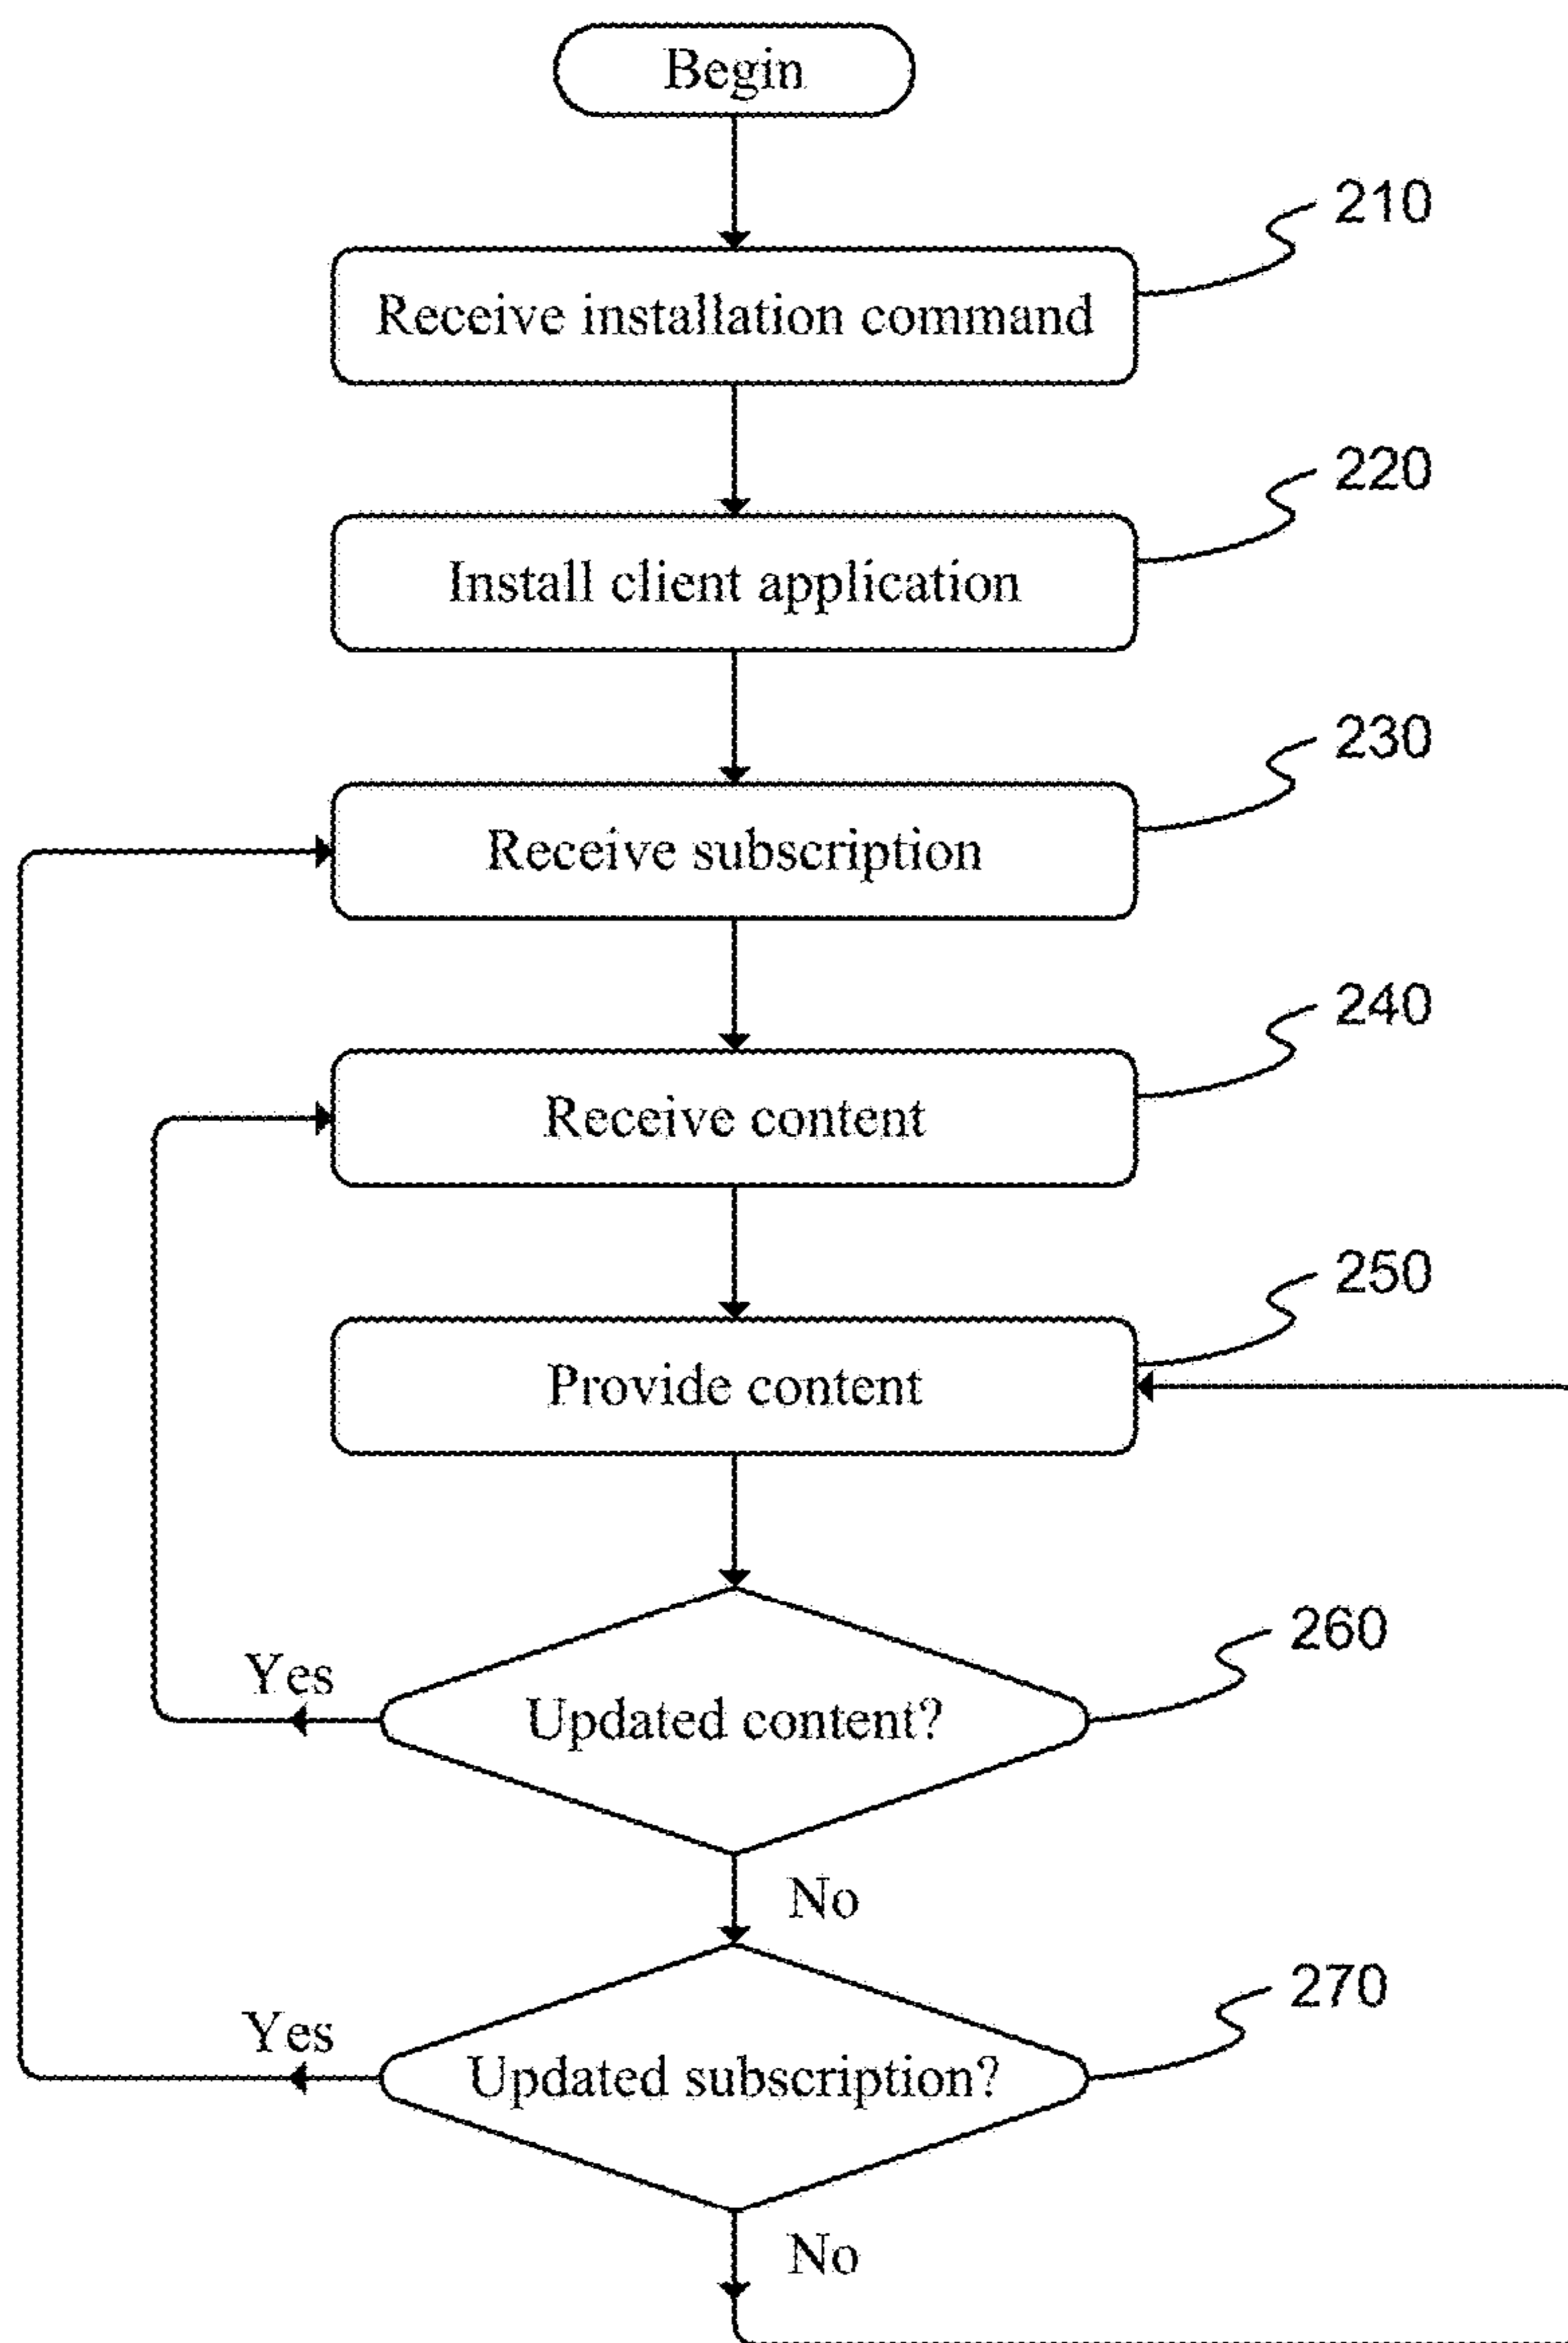 Begin
210
Receive installation command
220
Install client application
230
Receive subscription
240
Receive content
250
Provide content
260
Yes
Updated content?
No
270
Yes
Updated subscription?
No